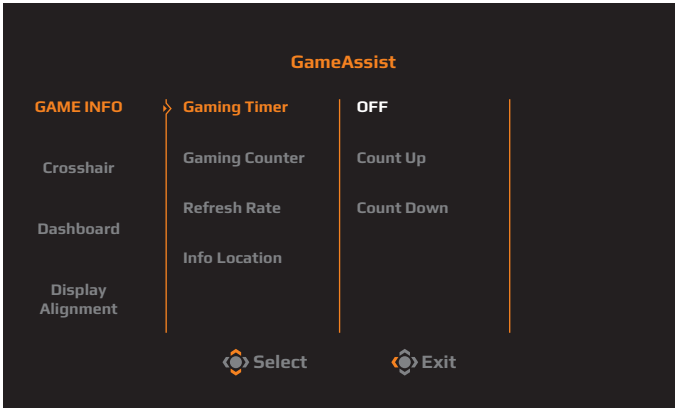 GameAssist
GAME INFO
Crosshair
Dashboard
Display
Alignment
Gaming Timer
Gaming Counter
Refresh Rate
Info Location
OFF
Count Up
Count Down
Select
Exit